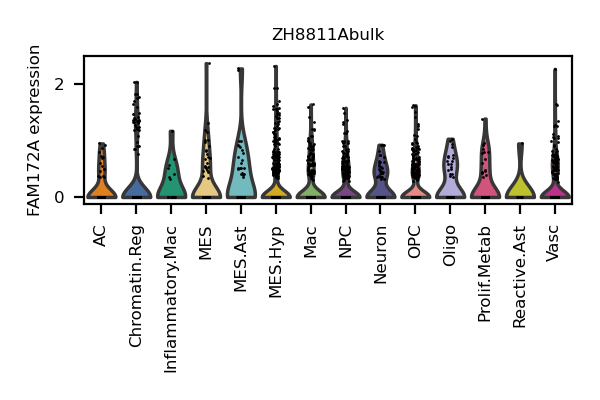 ZH8811Abulk
FAM172A expression
2
0
AC
Chromatin.Reg
Inflammatory.Mac
MES
MES.Ast
MES.Hyp
Mac
NPC
Neuron
OPC
Oligo
Prolif.Metab
Reactive.Ast
Vasc